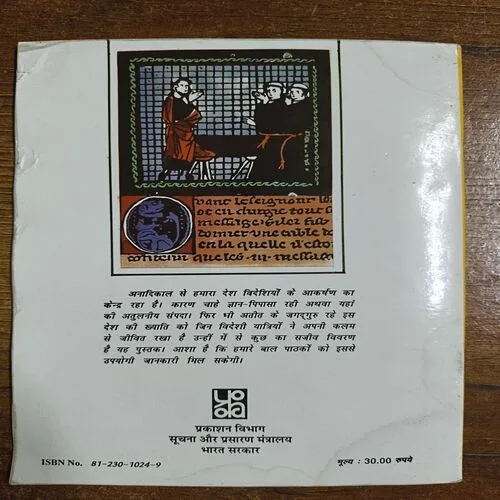 अनादिकाल से हमारा देश विदेशियों के आकर्षण का
केन्द्र रहा है। कारण चाहे ज्ञान-पिपासा रही अथवा यहां
की अतुलनीय संपदा। फिर भी अतीत के जगद्‌गुरु रहे इस
देश की ख्याति को जिन विदेशी यात्रियों ने अपनी कलम
से जीवित रखा है उन्हीं में से कुछ का सजीव विवरण
है यह पुस्तक। आशा है कि हमारे बाल पाठकों को इससे
उपयोगी जानकारी मिल सकेगी।
प्रकाशन विभाग
सूचना और प्रसारण मंत्रालय
भारत सरकार
ISBN No. 81-230-1024-9
मूल्य : 30.00 रुपये